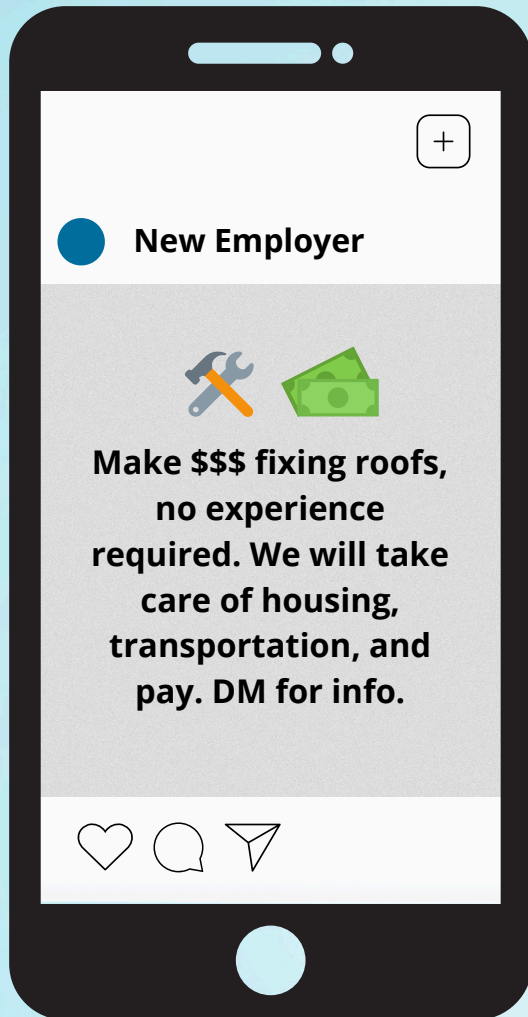 New Employer
Make $$$ fixing roofs,
no experience
required. We will take
care of housing,
transportation, and
pay. DM for info.